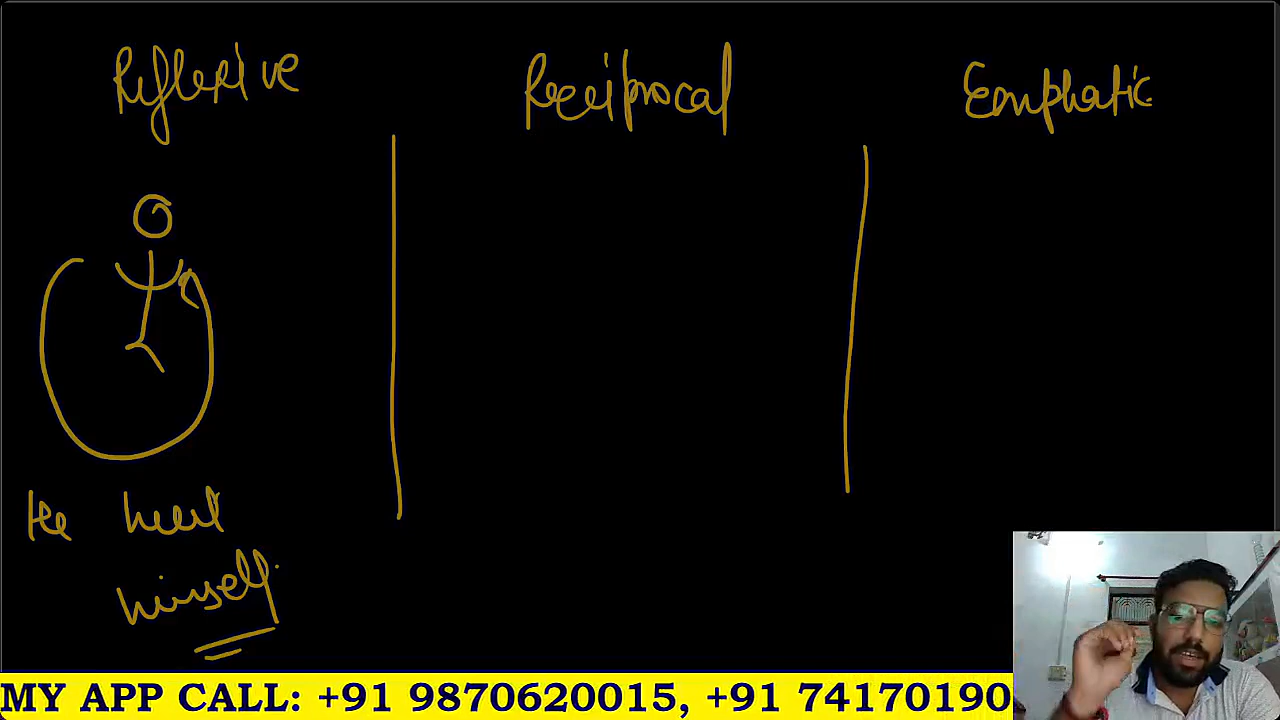 Reflexive Reciprocal Emphatic
He hurt
himself.
MY APP CALL: +91 9870620015, +91 74170190